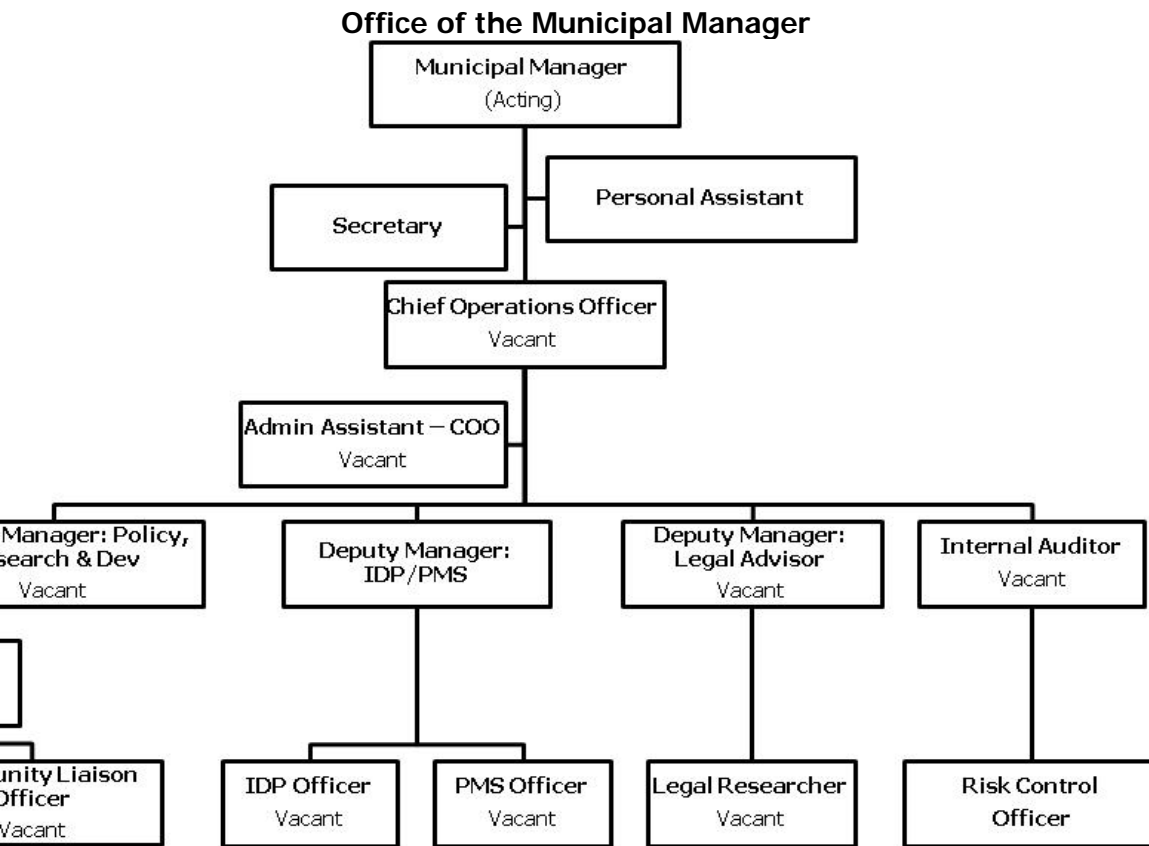 Office of the Municipal Manager
Municipal Manager
(Acting)
Personal Assistant
Secretary
Chief Operations Officer
Vacant
Admin Assistant – COO
Vacant
Manager: Policy,
search & Dev
Vacant
Deputy Manager:
IDP/PMS
Deputy Manager:
Legal Advisor
Vacant
Internal Auditor
Vacant
unity Liaison
Officer
Vacant
IDP Officer
Vacant
PMS Officer
Vacant
Legal Researcher
Vacant
Risk Control
Officer